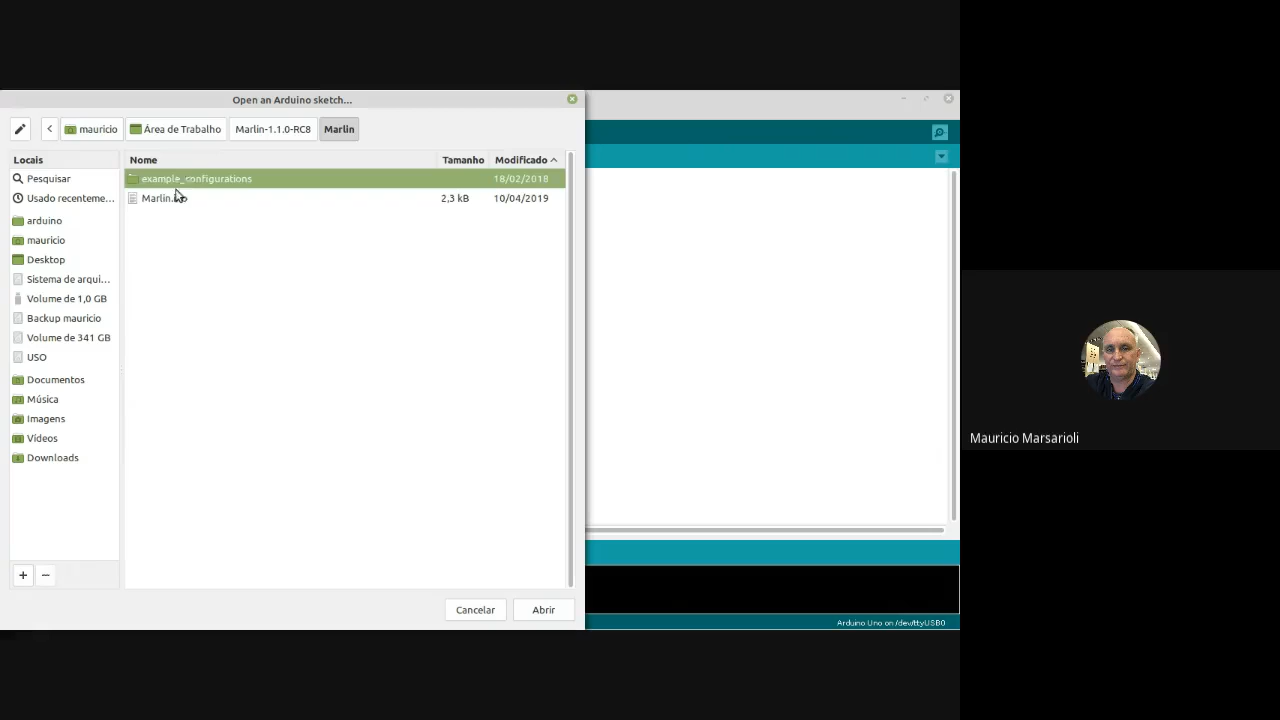 Open an Arduino sketch...
mauricio
Área de Trabalho
Marlin-1.1.0-RC8
Marlin
Locais
Nome
Tamanho
Modificado
Pesquisar
example_configurations
18/02/2018
Usado recenteme...
2,3 kB
10/04/2019
arduino
mauricio
Desktop
Sistema de arqui...
Volume de 1,0 GB
Backup mauricio
Volume de 341 GB
USO
Documentos
Música
Imagens
Vídeos
Downloads
Cancelar
Abrir
Arduino Uno on /dev/ttyUSB0
Mauricio Marsarioli